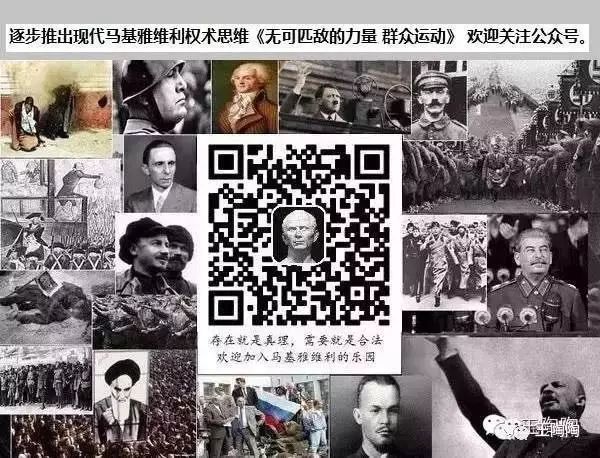 逐步推出现代马基雅维利权术思维《无可匹敌的力量 群众运动》 欢迎关注公众号。
存在就是真理，需要就是合法
欢迎加入马基雅维利的乐园
王陶陶